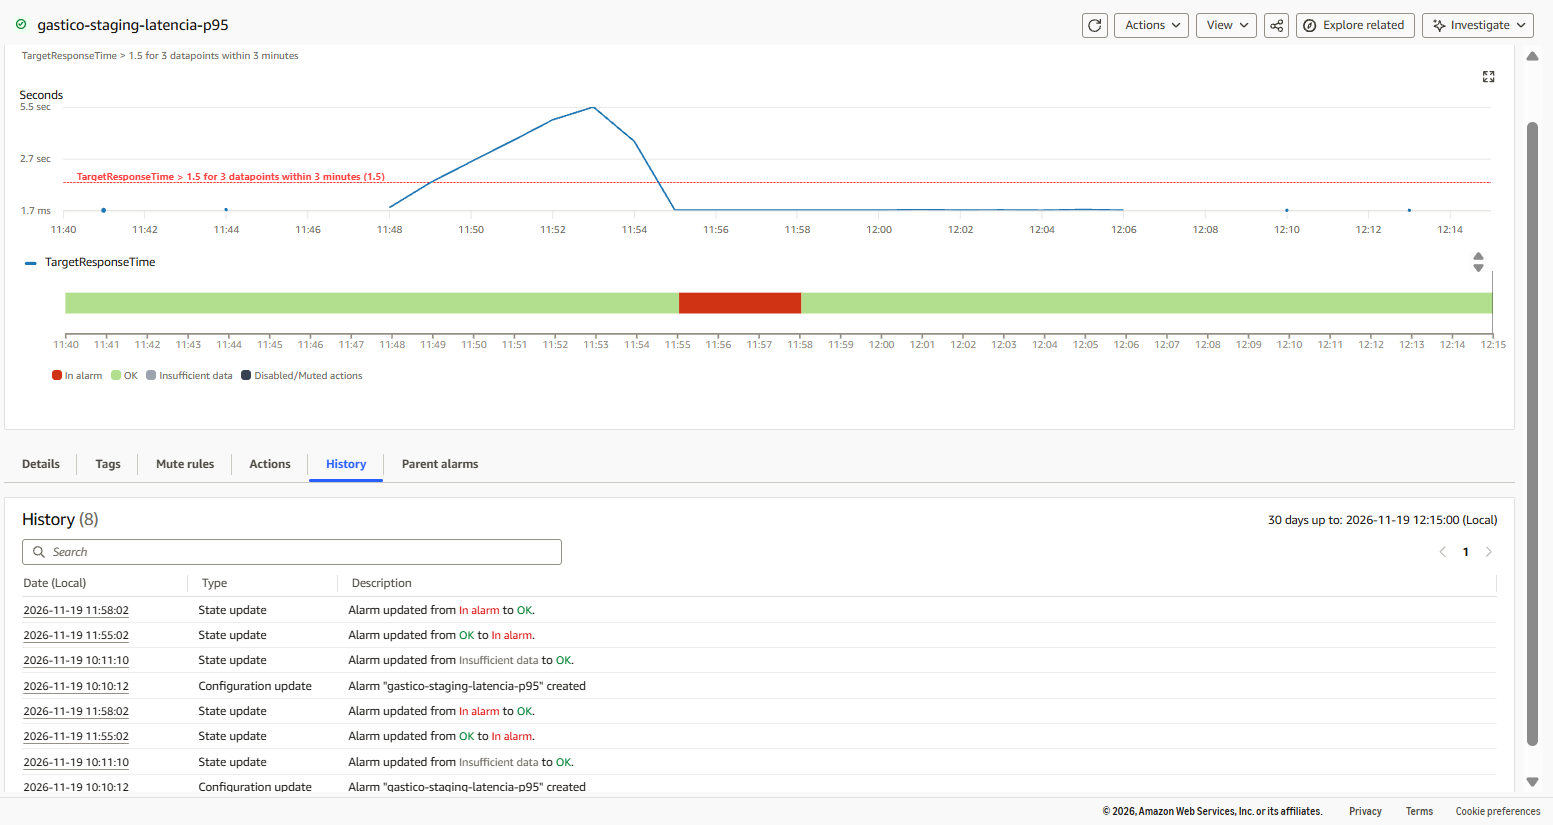 gastico-staging-latencia-p95
Actions
View
Explore related
Investigate
TargetResponseTime > 1.5 for 3 datapoints within 3 minutes
Seconds
5.5 sec
2.7 sec
TargetResponseTime > 1.5 for 3 datapoints within 3 minutes (1.5)
1.7 ms
11:40 11:42 11:44 11:46 11:48 11:50 11:52 11:54 11:56 11:58 12:00 12:02 12:04 12:06 12:08 12:10 12:12 12:14
TargetResponseTime
11:40 11:41 11:42 11:43 11:44 11:45 11:46 11:47 11:48 11:49 11:50 11:51 11:52 11:53 11:54 11:55 11:56 11:57 11:58 11:59 12:00 12:01 12:02 12:03 12:04 12:05 12:06 12:07 12:08 12:09 12:10 12:11 12:12 12:13 12:14 12:15
In alarm OK Insufficient data Disabled/Muted actions
Details Tags Mute rules Actions History Parent alarms
History (8)
30 days up to: 2026-11-19 12:15:00 (Local)
Search
1
Date (Local) Type Description
2026-11-19 11:58:02 State update Alarm updated from In alarm to OK.
2026-11-19 11:55:02 State update Alarm updated from OK to In alarm.
2026-11-19 10:11:10 State update Alarm updated from Insufficient data to OK.
2026-11-19 10:10:12 Configuration update Alarm "gastico-staging-latencia-p95" created
2026-11-19 11:58:02 State update Alarm updated from In alarm to OK.
2026-11-19 11:55:02 State update Alarm updated from OK to In alarm.
2026-11-19 10:11:10 State update Alarm updated from Insufficient data to OK.
2026-11-19 10:10:12 Configuration update Alarm "gastico-staging-latencia-p95" created
© 2026, Amazon Web Services, Inc. or its affiliates. Privacy Terms Cookie preferences